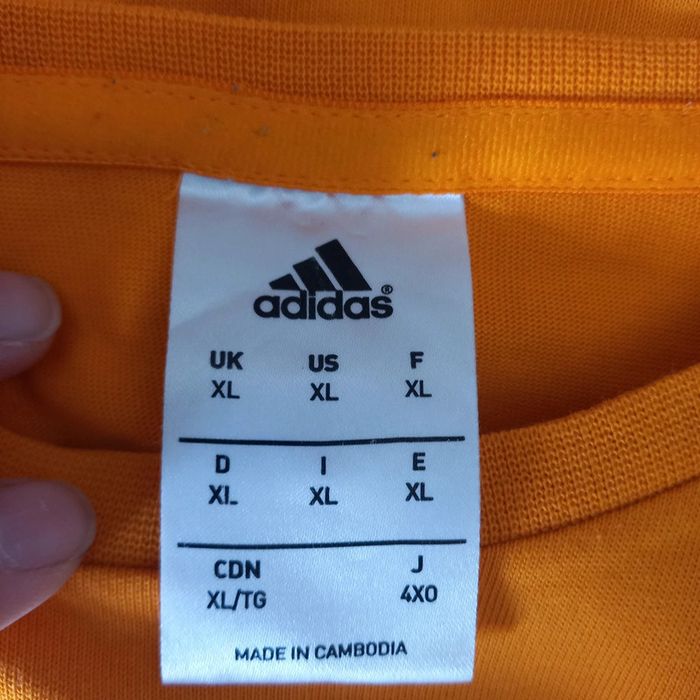 adidas®
UK US F
XL XL XL
D I E
XL XL XL
CDN J
XL/TG 4XO
MADE IN CAMBODIA